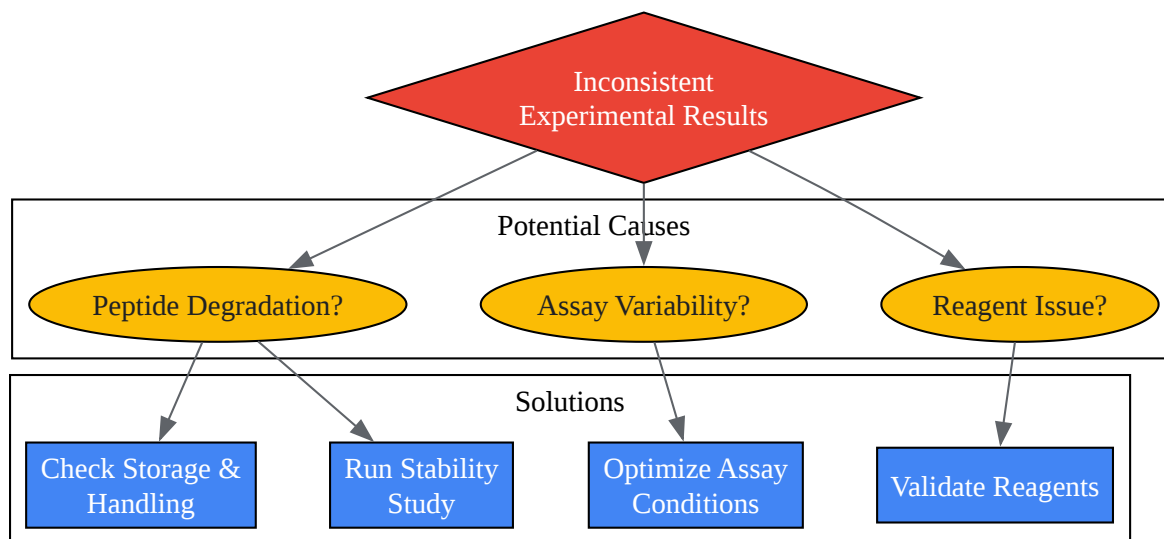 Inconsistent
Experimental Results
Potential Causes
Peptide Degradation?
Assay Variability?
Reagent Issue?
Solutions
Check Storage &
Handling
Run Stability
Study
Optimize Assay
Conditions
Validate Reagents